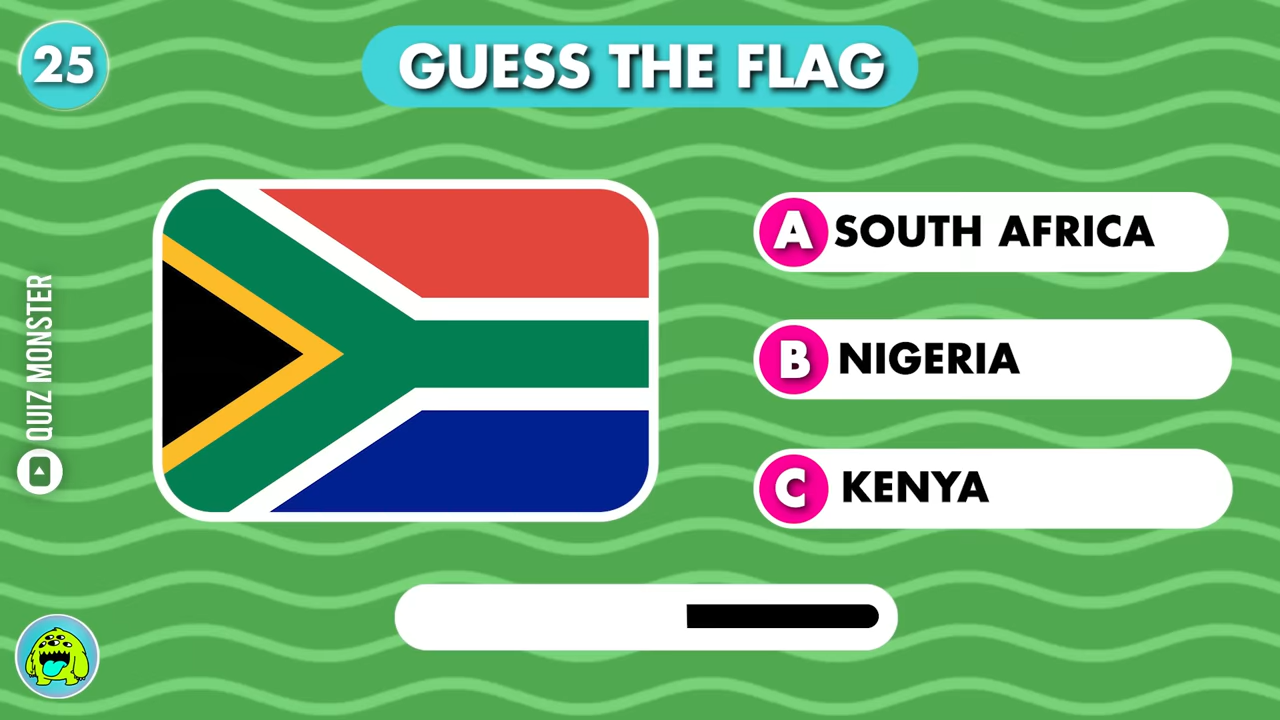 25
GUESS THE FLAG
A SOUTH AFRICA
B NIGERIA
C KENYA
QUIZ MONSTER